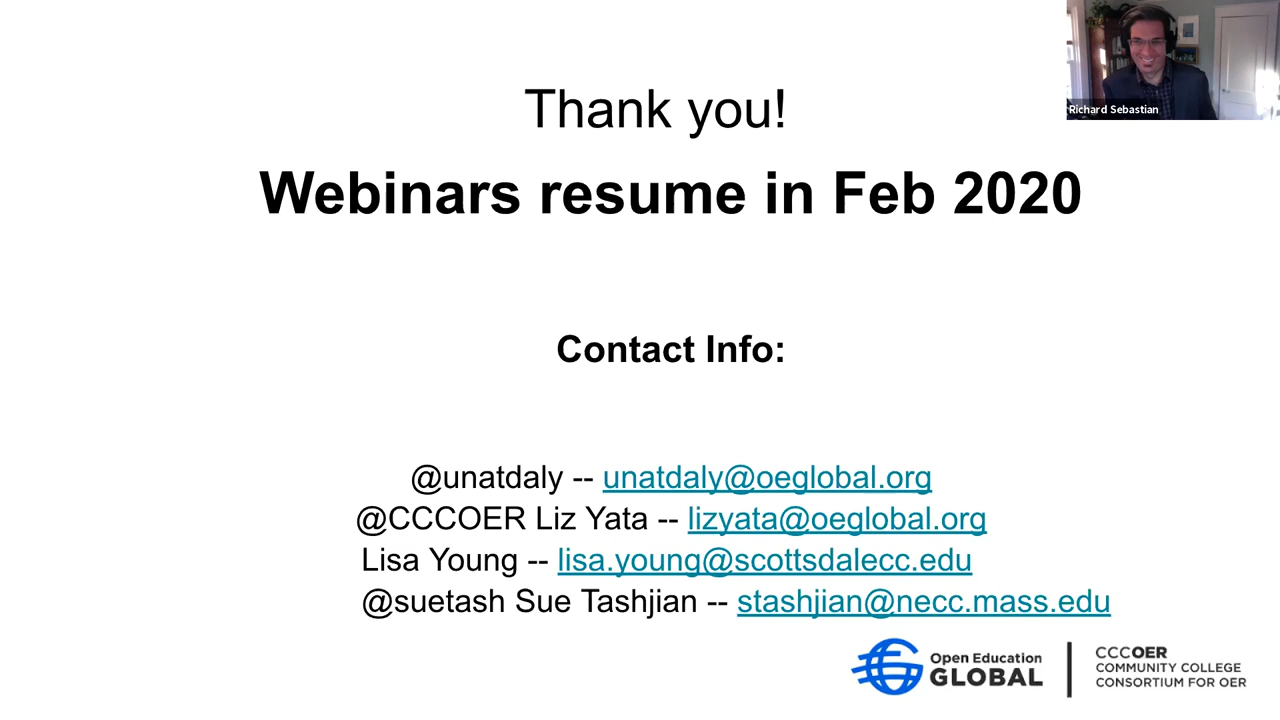 Thank you!
Richard Sebastian
Webinars resume in Feb 2020
Contact Info:
@unatdaly -- unatdaly@oeglobal.org
@CCCOER Liz Yata -- lizyata@oeglobal.org
Lisa Young -- lisa.young@scottsdalecc.edu
@suetash Sue Tashjian -- stashjian@necc.mass.edu
Open Education
GLOBAL
CCCOER
COMMUNITY COLLEGE
CONSORTIUM FOR OER